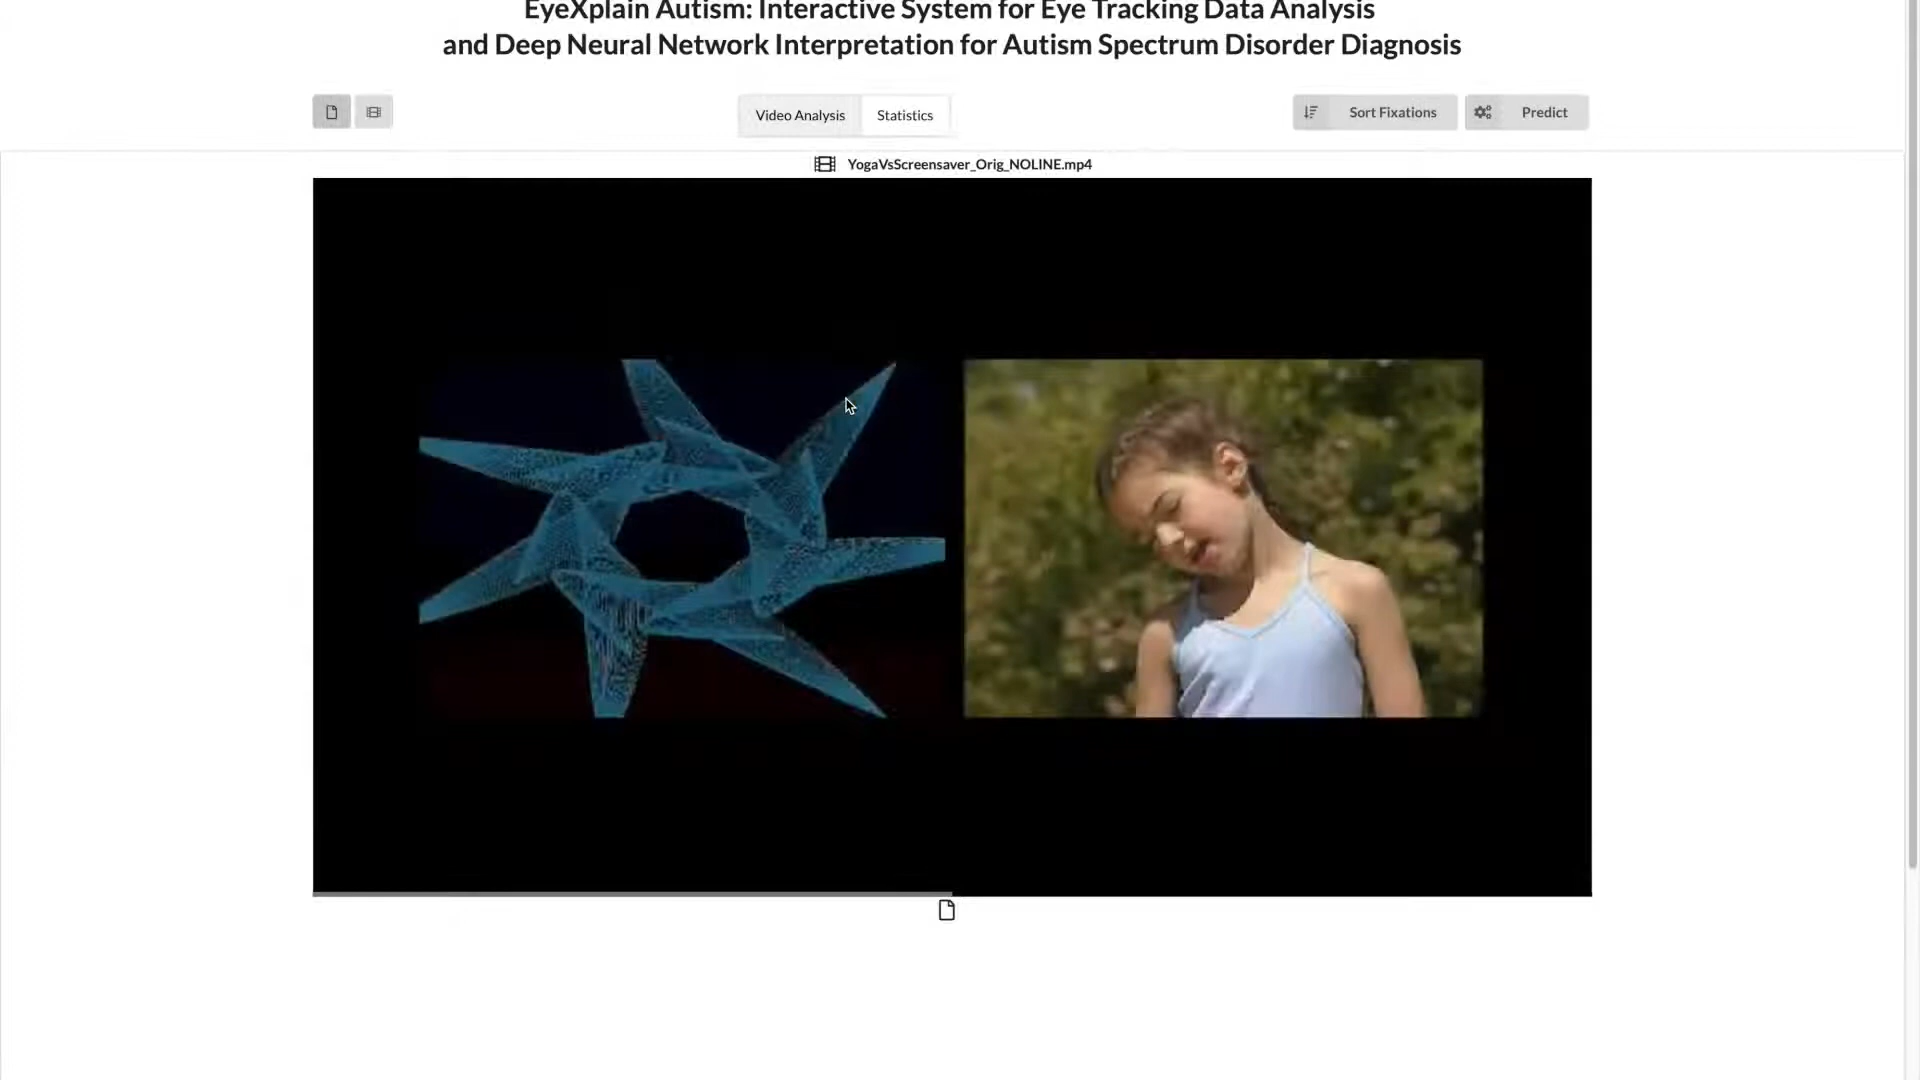 EyeXplain Autism: Interactive System for Eye Tracking Data Analysis
and Deep Neural Network Interpretation for Autism Spectrum Disorder Diagnosis
Video Analysis
Statistics
Sort Fixations
Predict
YogaVsScreensaver_Orig_NOLINE.mp4